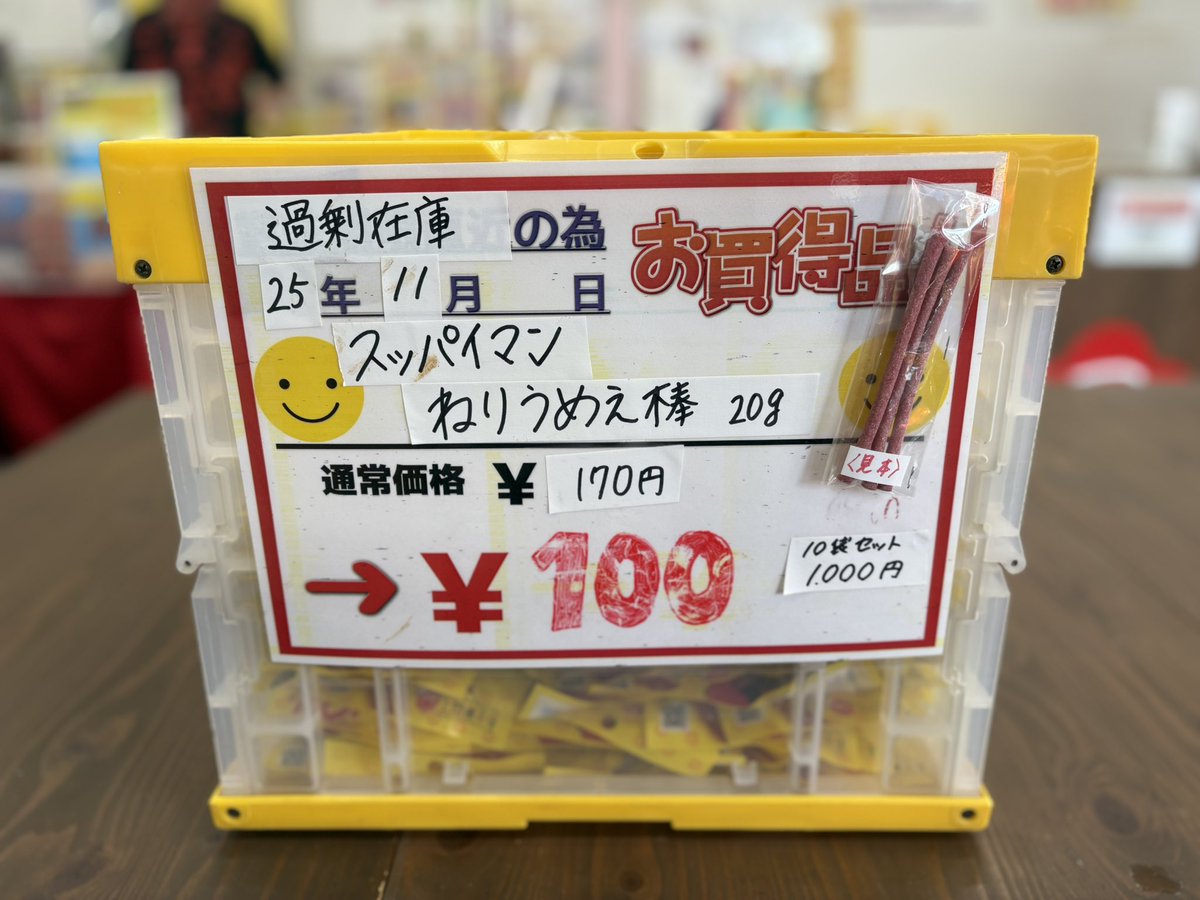 過剰在庫の為
お買得品
25年 11月 日
スッパイマン
ねりうめえ棒 20g
<見本>
通常価格 ¥ 170円
→ ¥100
10袋セット
1,000円